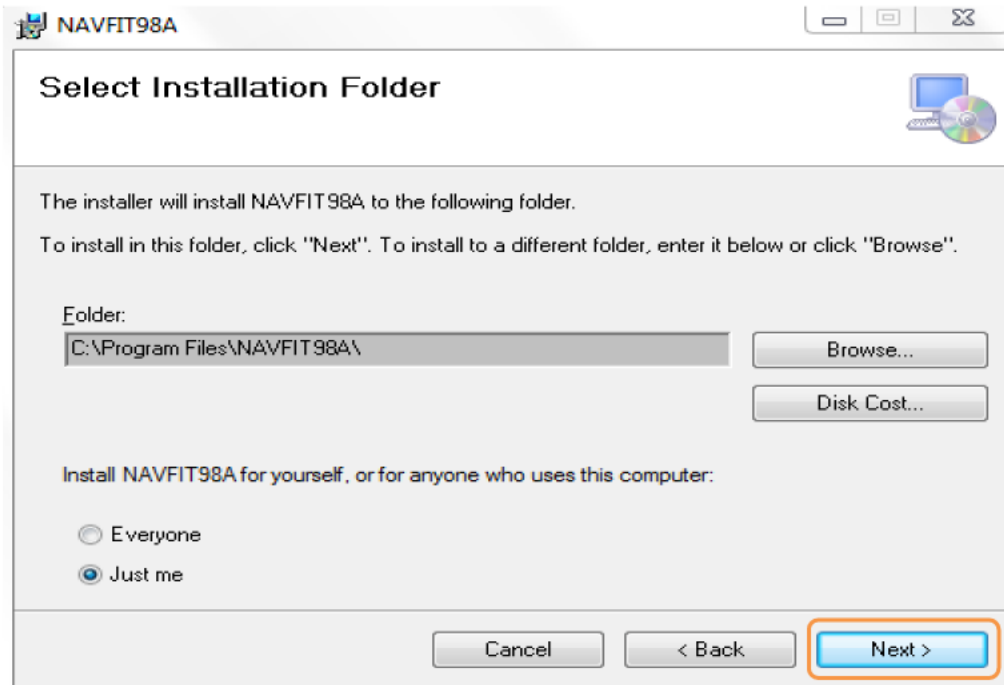 NAVFIT98A
Select Installation Folder
The installer will install NAVFIT98A to the following folder.
To install in this folder, click "Next". To install to a different folder, enter it below or click "Browse".
Folder:
C:\Program Files\NAVFIT98A\
Browse...
Disk Cost...
Install NAVFIT98A for yourself, or for anyone who uses this computer:
Everyone
Just me
Cancel
< Back
Next >